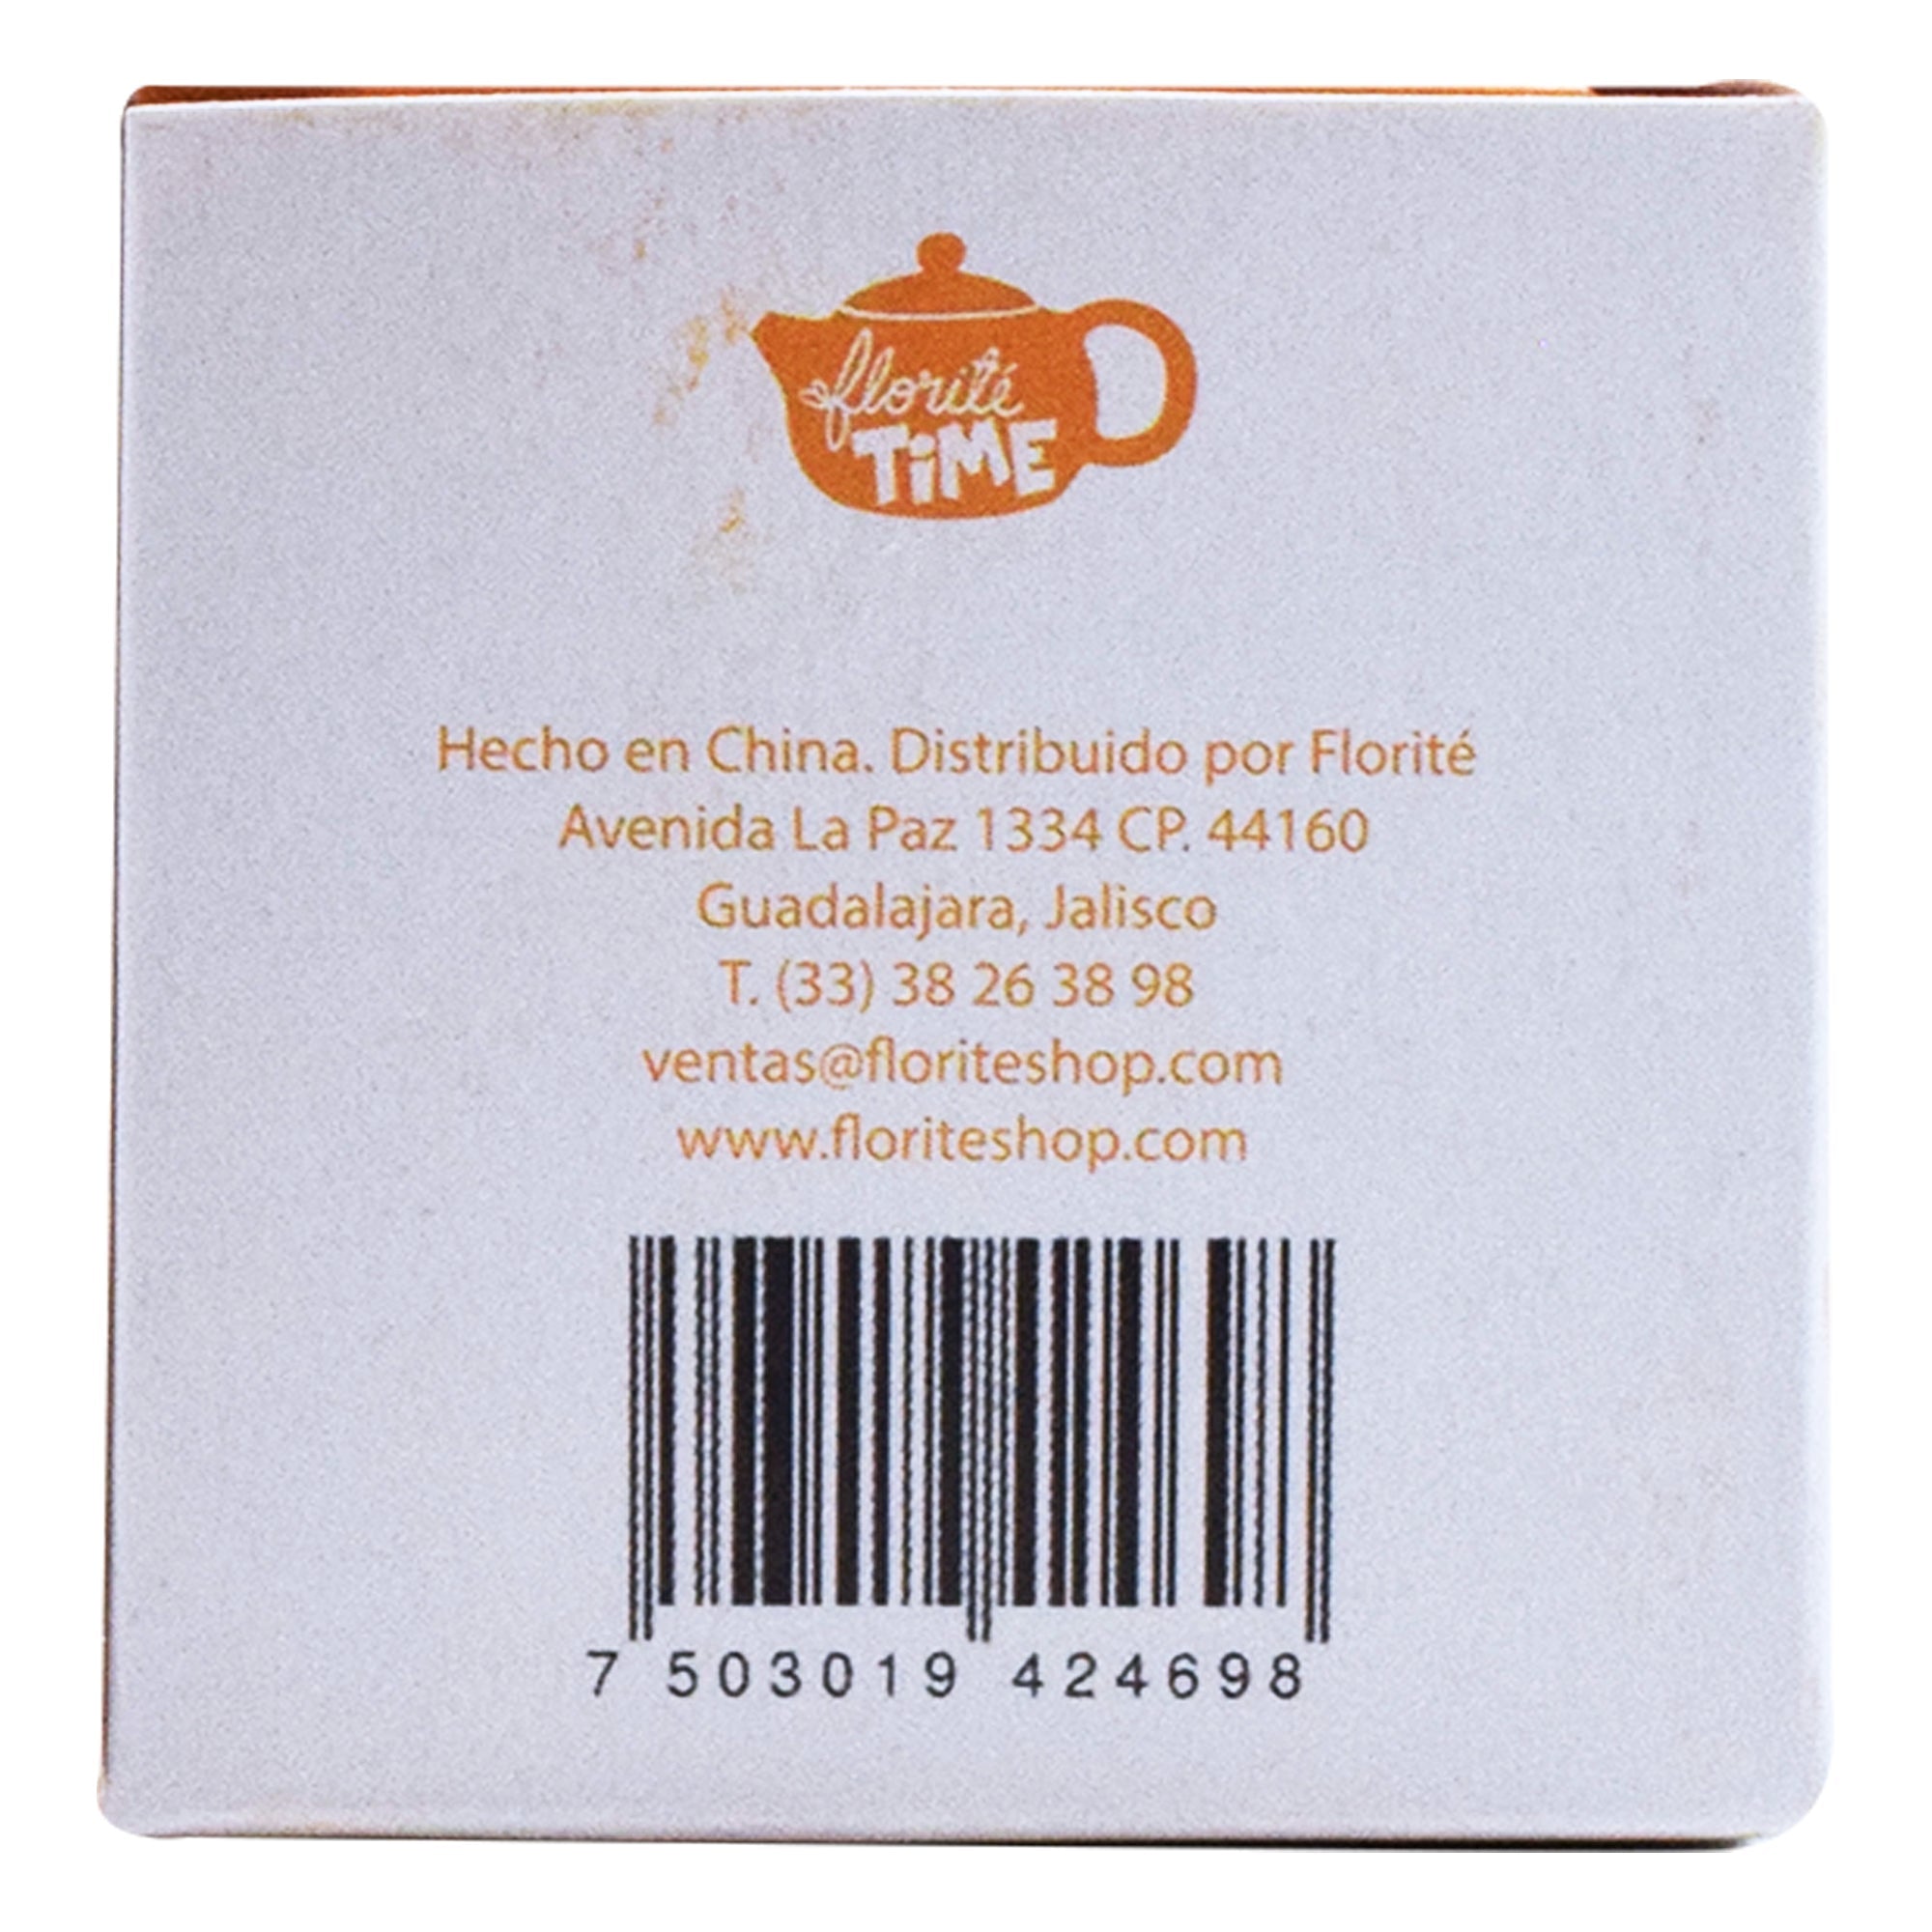 florité
TiME
Hecho en China. Distribuido por Florité
Avenida La Paz 1334 CP. 44160
Guadalajara, Jalisco
T. (33) 38 26 38 98
ventas@floriteshop.com
www.floriteshop.com
7 503019 424698